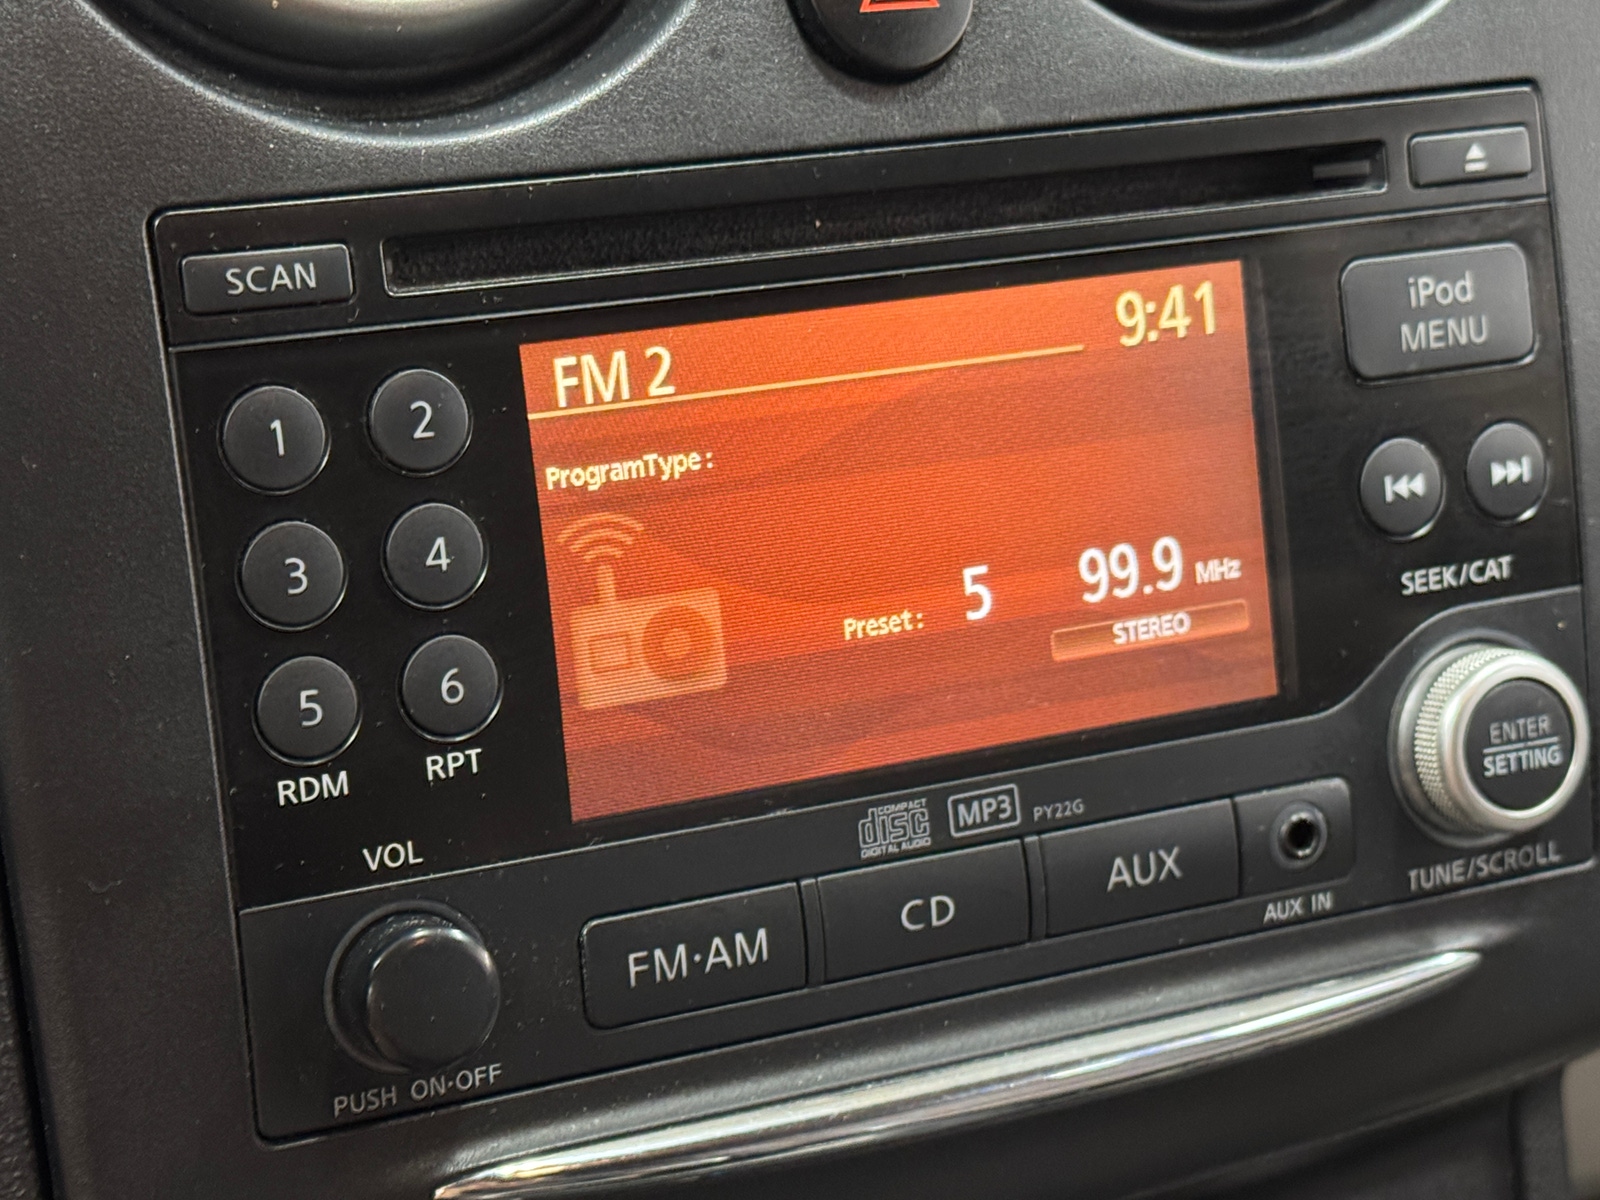 SCAN
iPod
MENU
FM 2
9:41
1
2
ProgramType:
3
4
SEEK/CAT
Preset: 5 99.9 MHz
STEREO
5
6
RDM
RPT
ENTER
SETTING
COMPACT
disc
DIGITAL AUDIO
MP3
PY22G
VOL
TUNE/SCROLL
FM·AM
CD
AUX
AUX IN
PUSH ON·OFF